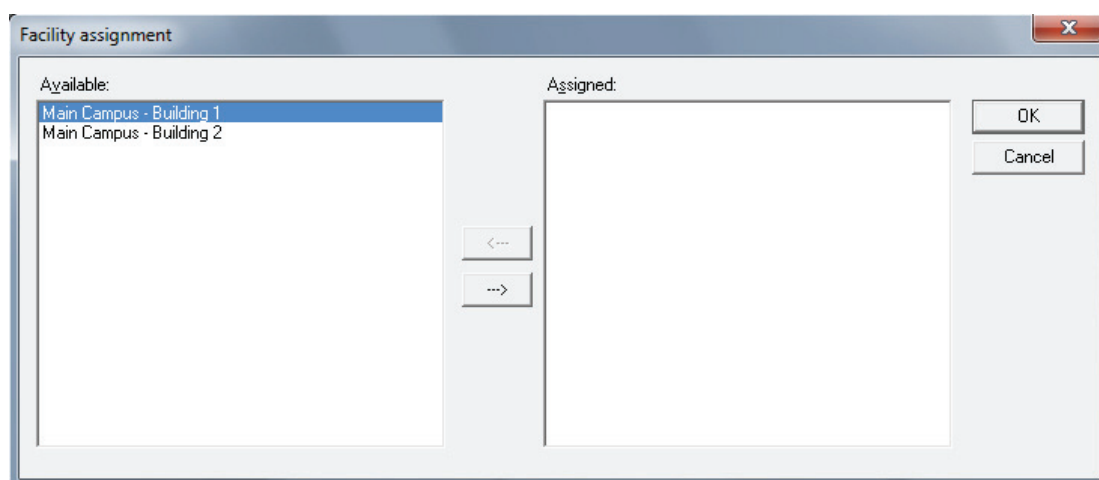 Facility assignment
Available:
Main Campus - Building 1
Main Campus - Building 2
<---
--->
Assigned:
OK
Cancel